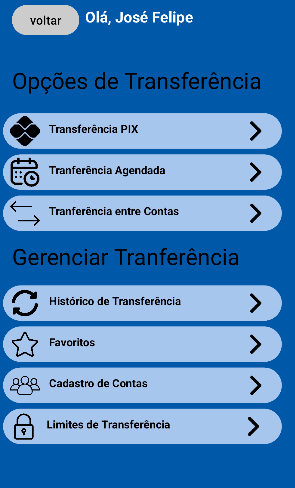 voltar Olá, José Felipe
Opções de Transferência
Transferência PIX
Tranferência Agendada
Tranferência entre Contas
Gerenciar Tranferência
Histórico de Transferência
Favoritos
Cadastro de Contas
Limites de Transferência